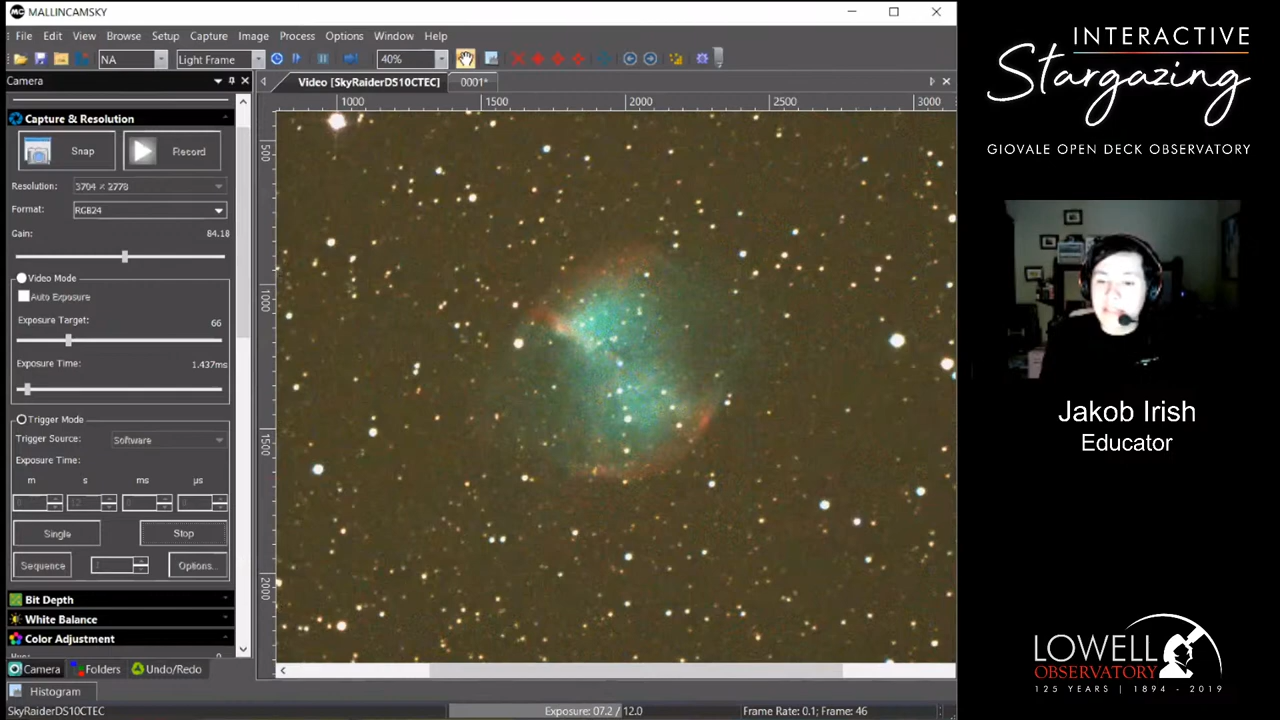 MALLINCAMSKY
File Edit View Browse Setup Capture Image Process Options Window Help
NA Light Frame 40%
Camera
Video [SkyRaiderDS10CTEC] 0001*
1000 1500 2000 2500 3000
500
1000
1500
2000
Capture & Resolution
Snap Record
Resolution: 3704 × 2778
Format: RGB24
Gain: 84.18
Video Mode
Auto Exposure
Exposure Target: 66
Exposure Time: 1.437ms
Trigger Mode
Trigger Source: Software
Exposure Time:
m s ms µs
0 12 0 0
Single Stop
Sequence 1 Options...
Bit Depth
White Balance
Color Adjustment
Camera Folders Undo/Redo
Histogram
SkyRaiderDS10CTEC Exposure: 07.2 / 12.0 Frame Rate: 0.1; Frame: 46
INTERACTIVE
Stargazing
GIOVALE OPEN DECK OBSERVATORY
Jakob Irish
Educator
LOWELL
OBSERVATORY
125 YEARS | 1894 - 2019